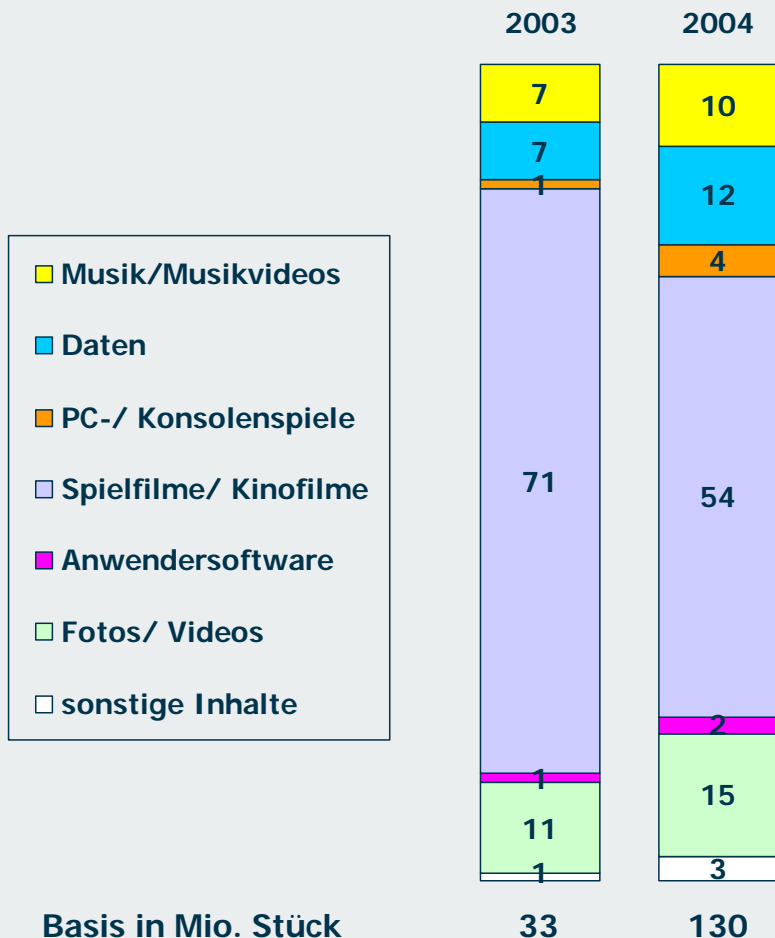 2003 2004
7 10
7 12
1 4
71 54
1 2
11 15
1 3
Musik/Musikvideos
Daten
PC-/ Konsolenspiele
Spielfilme/ Kinofilme
Anwendersoftware
Fotos/ Videos
sonstige Inhalte
Basis in Mio. Stück 33 130